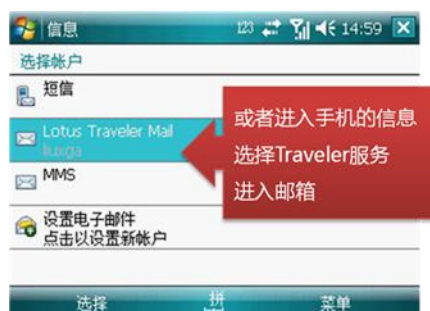 信息 123 14:59
选择帐户
短信
Lotus Traveler Mail
liuxga
MMS
设置电子邮件
点击以设置新帐户
或者进入手机的信息
选择Traveler服务
进入邮箱
选择 拼 菜单